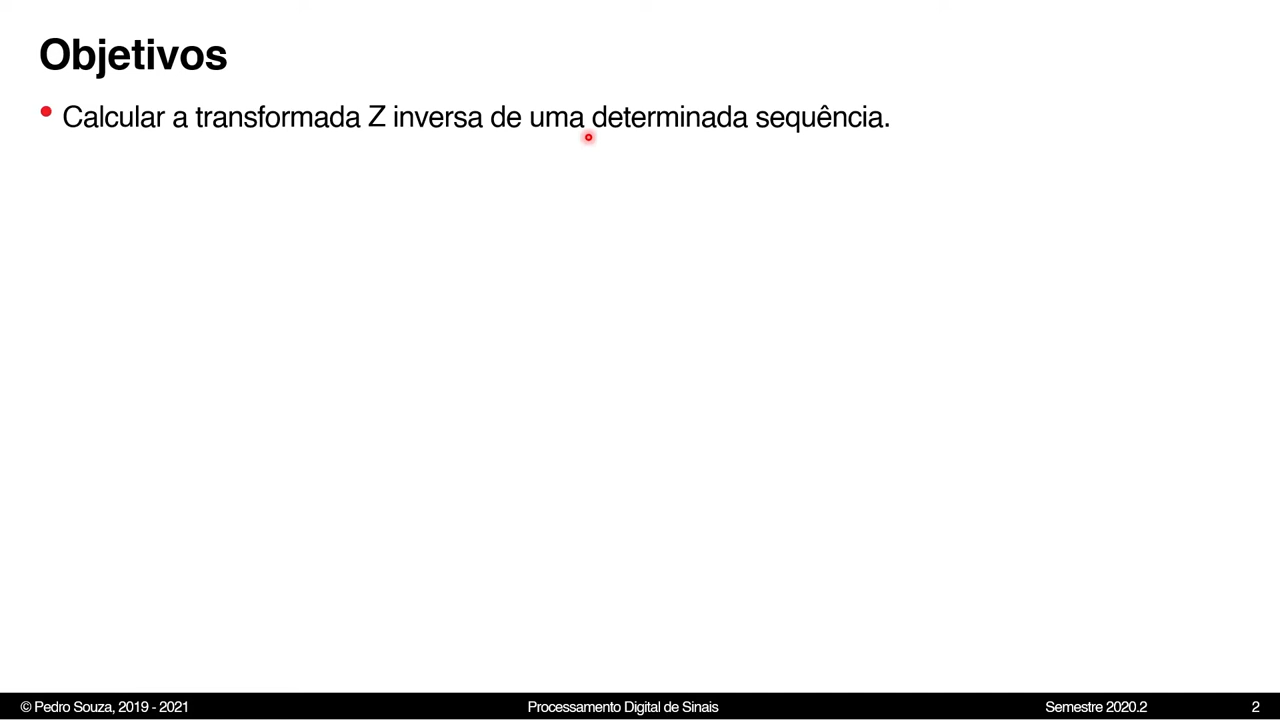 Objetivos
• Calcular a transformada Z inversa de uma determinada sequência.
© Pedro Souza, 2019 - 2021 Processamento Digital de Sinais Semestre 2020.2 2